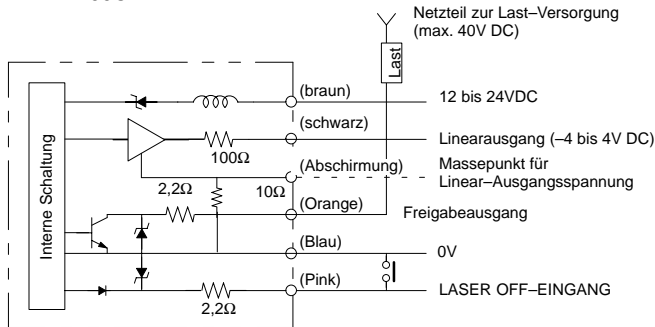 Netzteil zur Last–Versorgung
(max. 40V DC)
Last
(braun)
12 bis 24VDC
(schwarz)
Linearausgang (–4 bis 4V DC)
100Ω
(Abschirmung)
Massepunkt für
Linear–Ausgangsspannung
2,2Ω
10Ω
(Orange)
Freigabeausgang
Interne Schaltung
(Blau)
0V
(Pink)
LASER OFF–EINGANG
2,2Ω